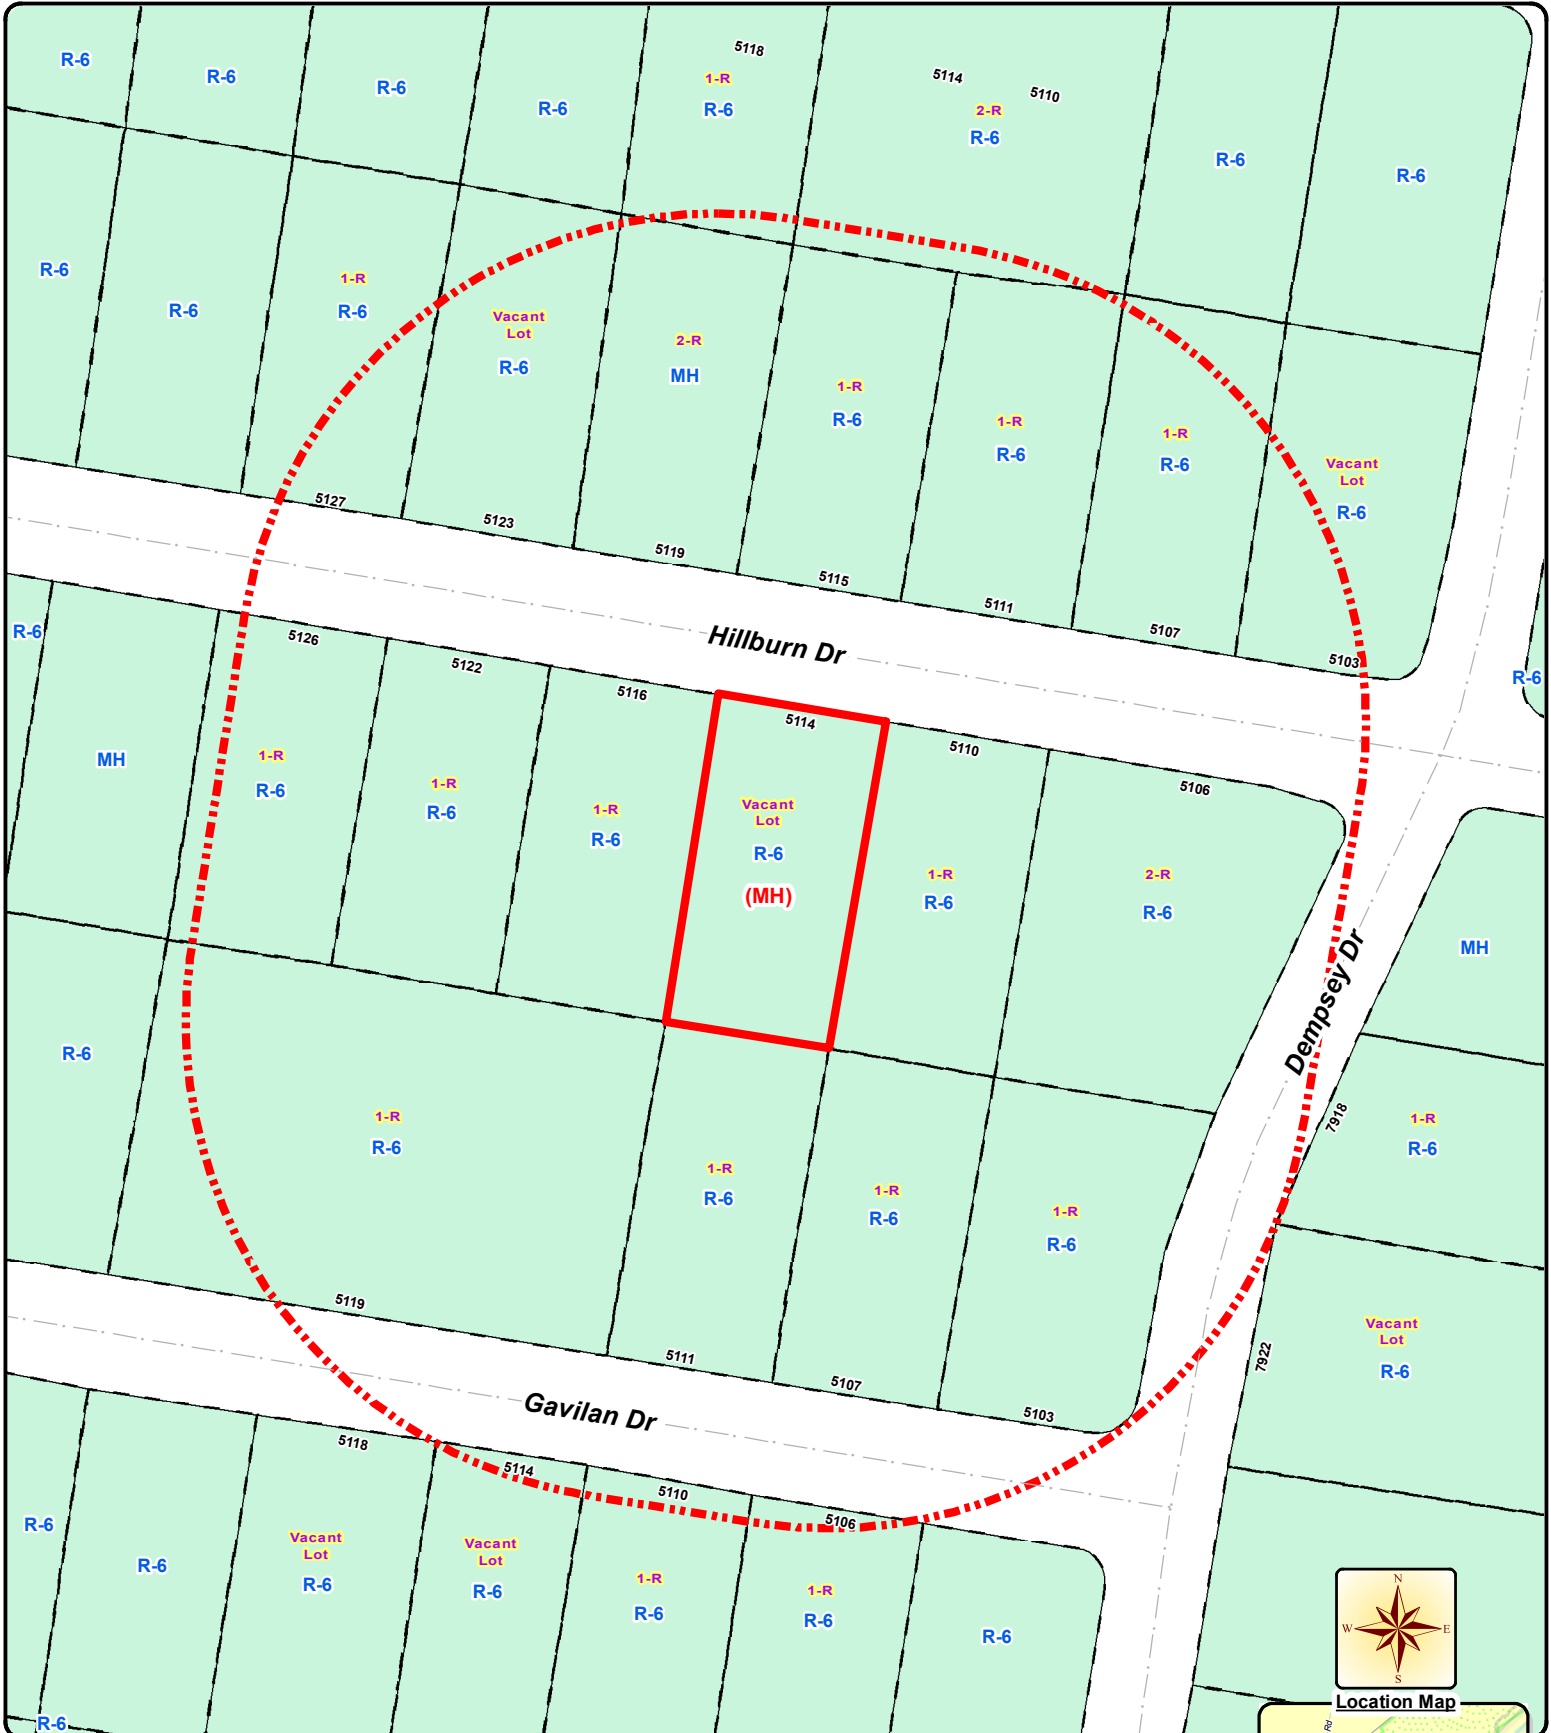 5118
5114
5110
R-6
R-6
R-6
R-6
1-R
R-6
2-R
R-6
R-6
R-6
R-6
R-6
1-R
R-6
Vacant
Lot
R-6
2-R
MH
1-R
R-6
1-R
R-6
1-R
R-6
Vacant
Lot
R-6
5127
5123
5119
5115
5111
5107
5103
Hillburn Dr
R-6
5126
5122
5116
5114
5110
5106
R-6
MH
1-R
R-6
1-R
R-6
1-R
R-6
Vacant
Lot
R-6
(MH)
1-R
R-6
2-R
R-6
MH
Dempsey Dr
R-6
1-R
R-6
1-R
R-6
1-R
R-6
1-R
R-6
7918
1-R
R-6
5119
5111
5107
5103
7922
Vacant
Lot
R-6
Gavilan Dr
5118
5114
5110
5106
R-6
R-6
Vacant
Lot
R-6
Vacant
Lot
R-6
1-R
R-6
1-R
R-6
R-6
R-6
N
W
E
S
Location Map
Rd